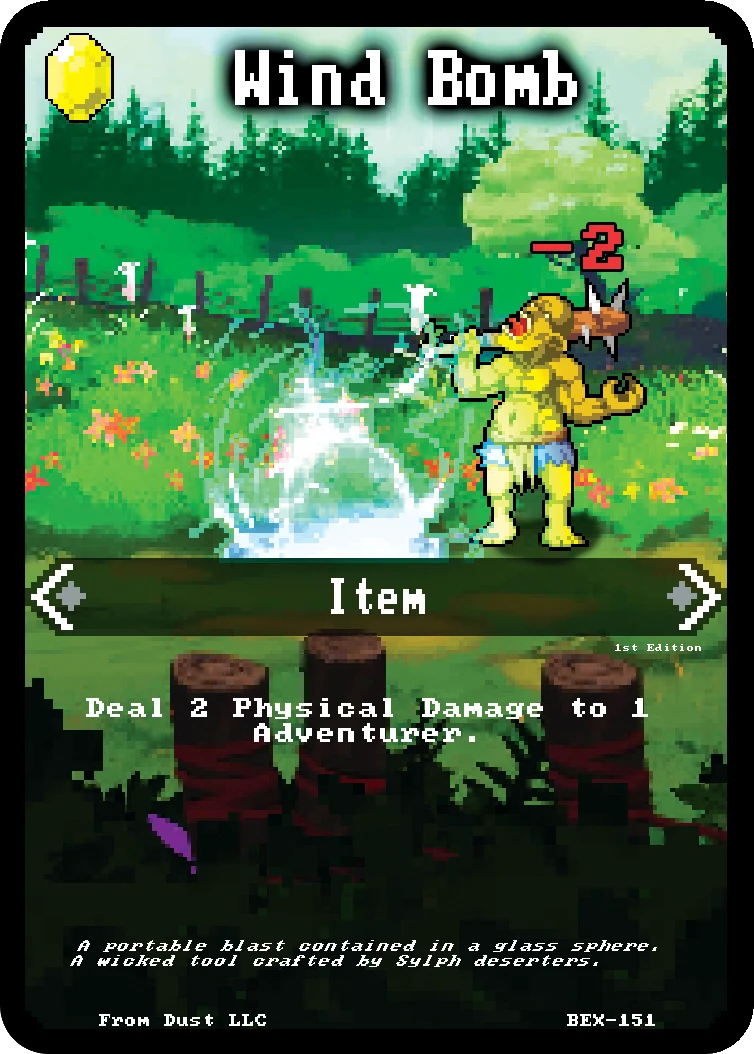 Wind Bomb
-2
Item
1st Edition
Deal 2 Physical Damage to 1
Adventurer.
A portable blast contained in a glass sphere.
A wicked tool crafted by Sylph deserters.
From Dust LLC
BEX-151